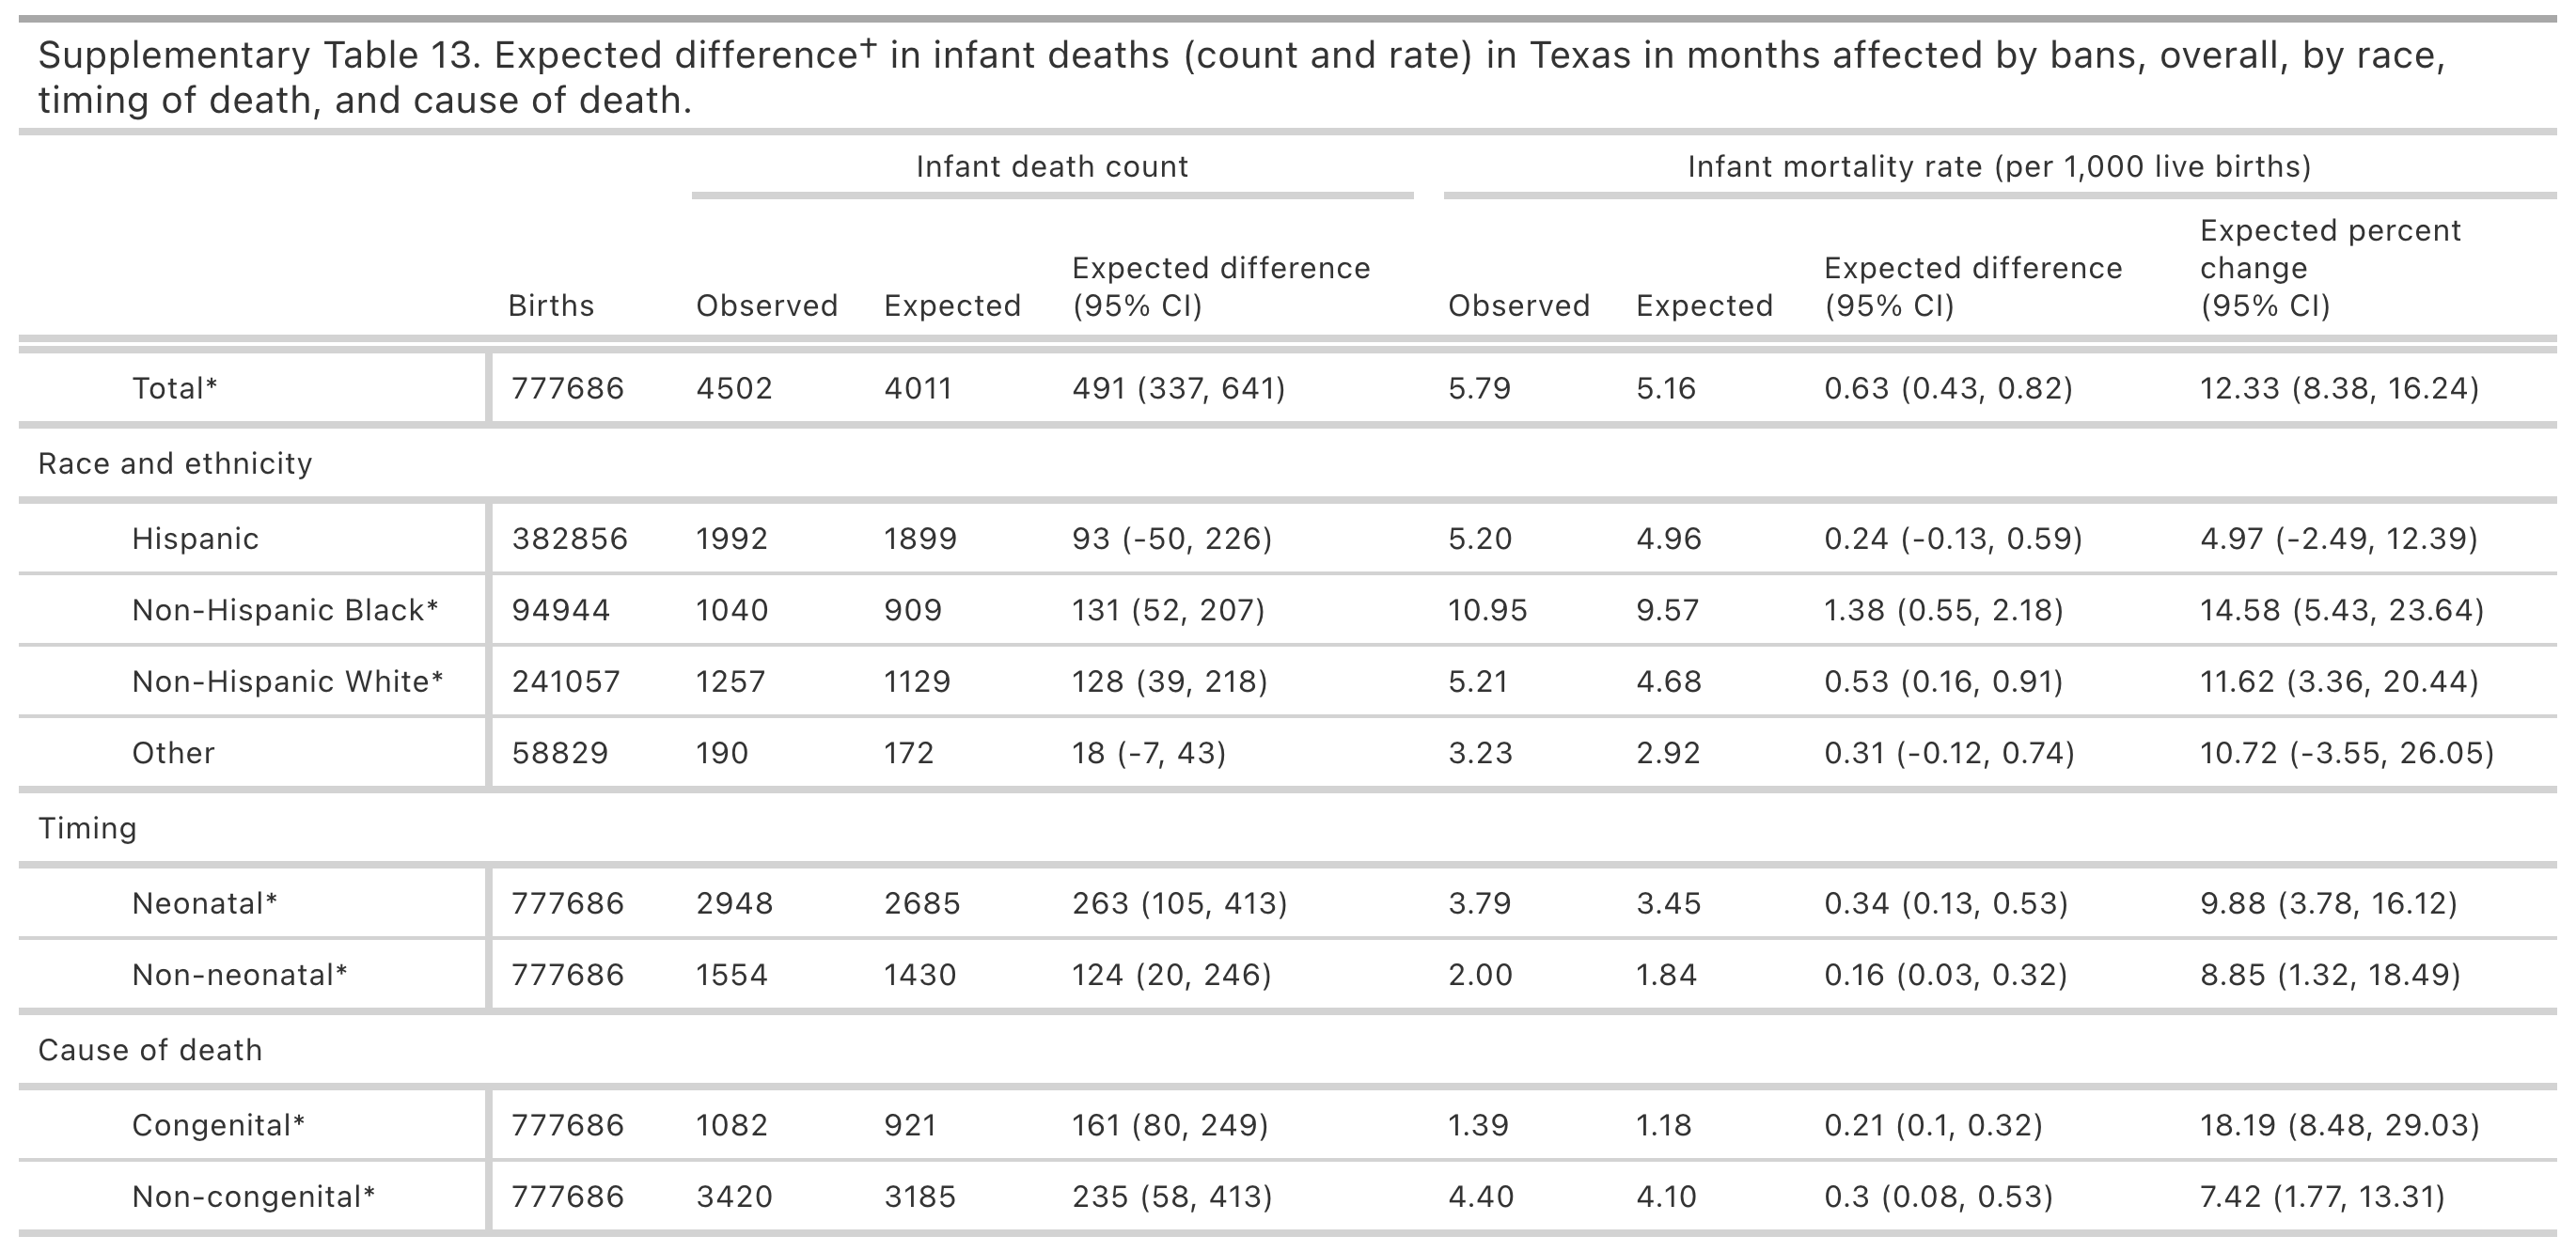 Supplementary Table 13. Expected difference† in infant deaths (count and rate) in Texas in months affected by bans, overall, by race,
timing of death, and cause of death.
Infant death count Infant mortality rate (per 1,000 live births)
Births Observed Expected Expected difference (95% CI) Observed Expected Expected difference (95% CI) Expected percent change (95% CI)
Total* 777686 4502 4011 491 (337, 641) 5.79 5.16 0.63 (0.43, 0.82) 12.33 (8.38, 16.24)
Race and ethnicity
Hispanic 382856 1992 1899 93 (-50, 226) 5.20 4.96 0.24 (-0.13, 0.59) 4.97 (-2.49, 12.39)
Non-Hispanic Black* 94944 1040 909 131 (52, 207) 10.95 9.57 1.38 (0.55, 2.18) 14.58 (5.43, 23.64)
Non-Hispanic White* 241057 1257 1129 128 (39, 218) 5.21 4.68 0.53 (0.16, 0.91) 11.62 (3.36, 20.44)
Other 58829 190 172 18 (-7, 43) 3.23 2.92 0.31 (-0.12, 0.74) 10.72 (-3.55, 26.05)
Timing
Neonatal* 777686 2948 2685 263 (105, 413) 3.79 3.45 0.34 (0.13, 0.53) 9.88 (3.78, 16.12)
Non-neonatal* 777686 1554 1430 124 (20, 246) 2.00 1.84 0.16 (0.03, 0.32) 8.85 (1.32, 18.49)
Cause of death
Congenital* 777686 1082 921 161 (80, 249) 1.39 1.18 0.21 (0.1, 0.32) 18.19 (8.48, 29.03)
Non-congenital* 777686 3420 3185 235 (58, 413) 4.40 4.10 0.3 (0.08, 0.53) 7.42 (1.77, 13.31)